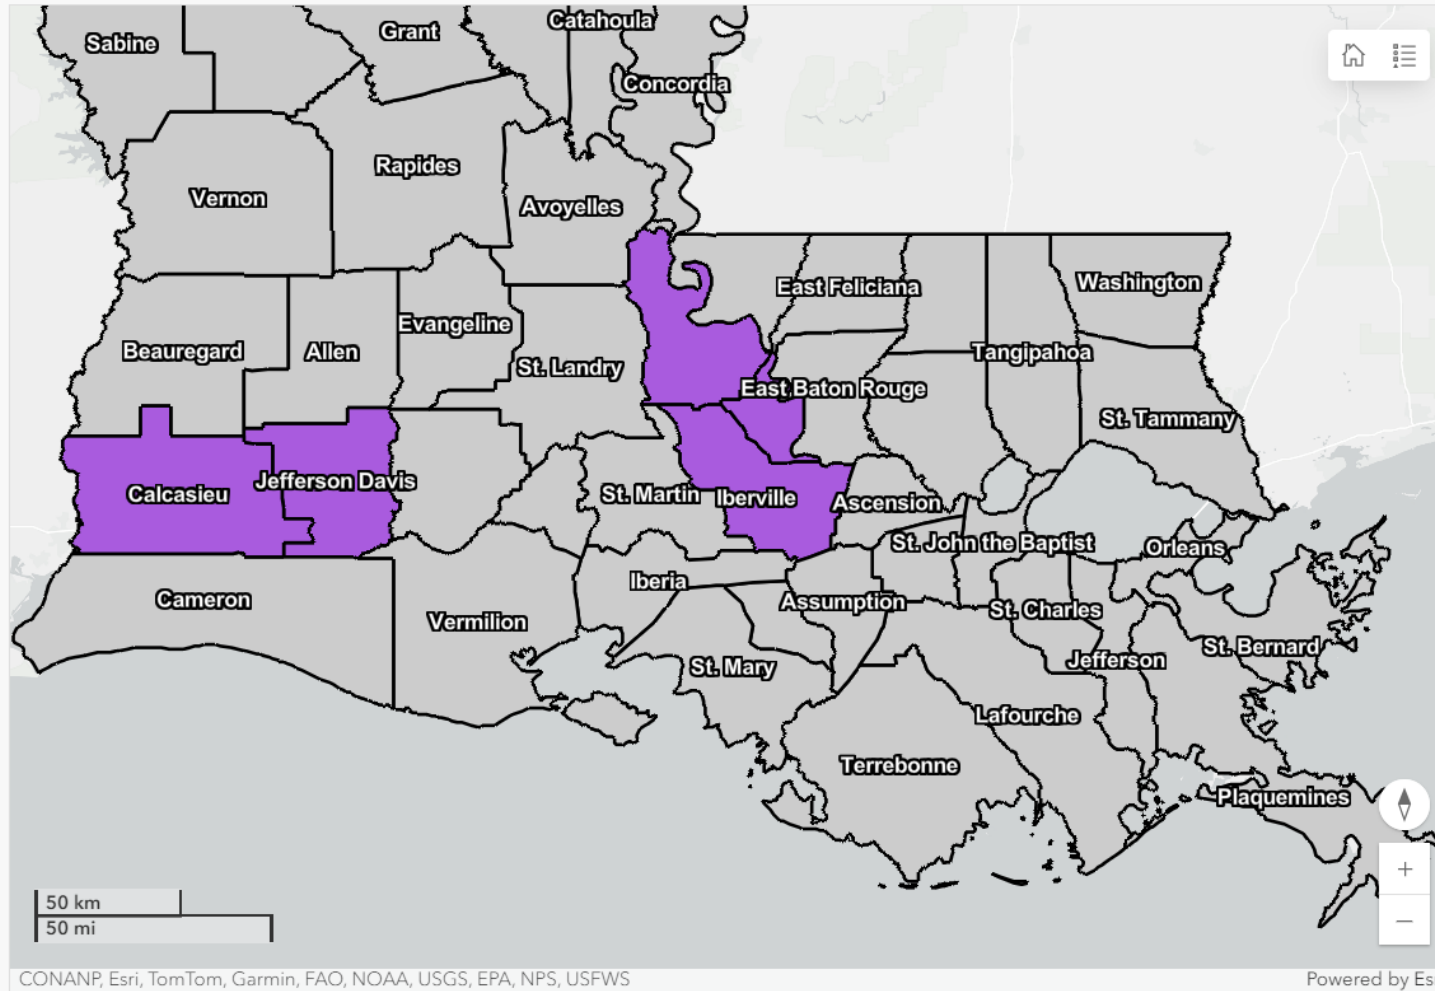 Catahoula
Grant
Sabine
Concordia
Rapides
Vernon
Avoyelles
Washington
East Feliciana
Evangeline
Beauregard
Allen
Tangipahoa
St. Landry
East Baton Rouge
St. Tammany
Jefferson Davis
Calcasieu
St. Martin
Iberville
Ascension
St. John the Baptist
Orleans
Iberia
Cameron
Assumption
St. Charles
Vermilion
St. Bernard
Jefferson
St. Mary
Lafourche
Terrebonne
Plaquemines
50 km
50 mi
CONANP, Esri, TomTom, Garmin, FAO, NOAA, USGS, EPA, NPS, USFWS
Powered by Es